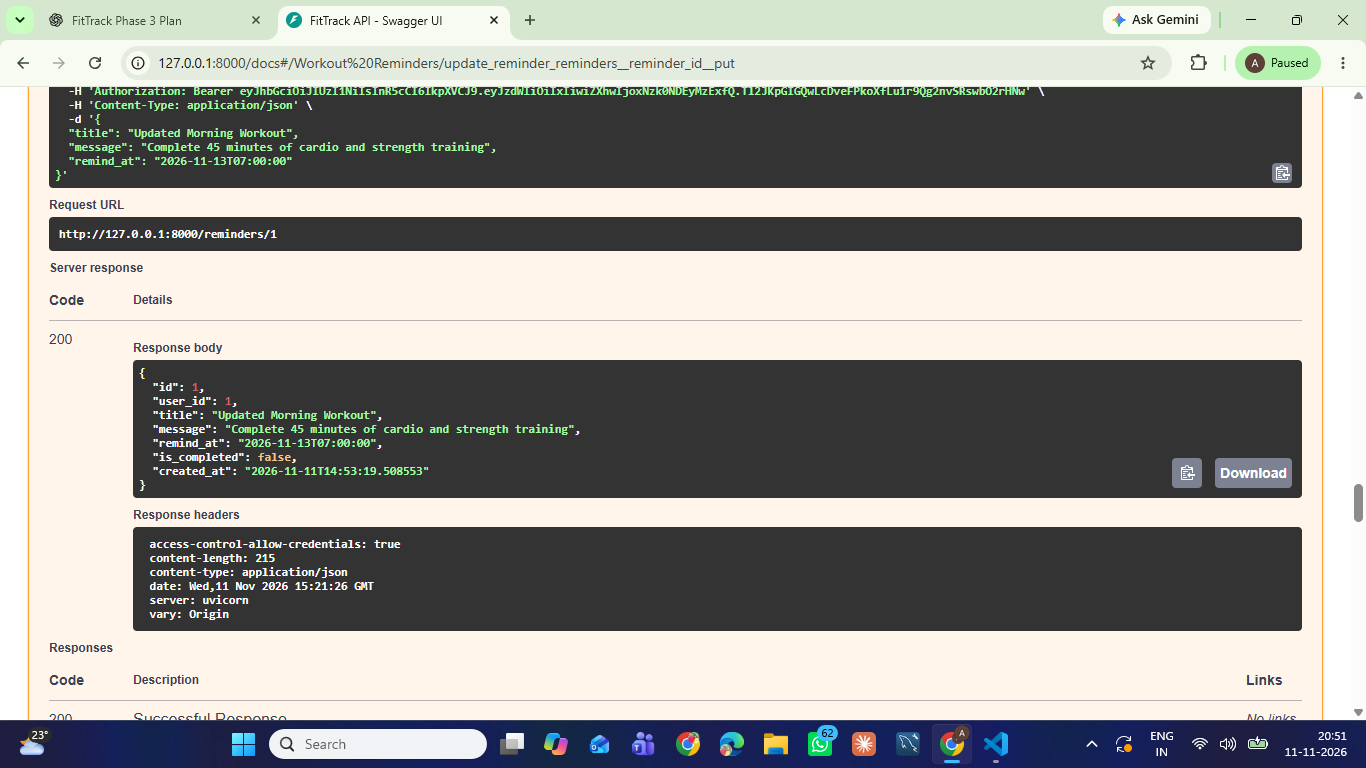 FitTrack Phase 3 Plan
FitTrack API - Swagger UI
Ask Gemini
127.0.0.1:8000/docs#/Workout%20Reminders/update_reminder_reminders__reminder_id__put
A Paused
-H 'Authorization: Bearer
-H 'Content-Type: application/json' \
-d '{
"title": "Updated Morning Workout",
"message": "Complete 45 minutes of cardio and strength training",
"remind_at": "2026-11-13T07:00:00"
}'
Request URL
http://127.0.0.1:8000/reminders/1
Server response
Code Details
200
Response body
{
"id": 1,
"user_id": 1,
"title": "Updated Morning Workout",
"message": "Complete 45 minutes of cardio and strength training",
"remind_at": "2026-11-13T07:00:00",
"is_completed": false,
"created_at": "2026-11-11T14:53:19.508553"
}
Download
Response headers
access-control-allow-credentials: true
content-length: 215
content-type: application/json
date: Wed,11 Nov 2026 15:21:26 GMT
server: uvicorn
vary: Origin
Responses
Code Description Links
200 Successful Response No links
23°
Search
62
A
ENG
IN
20:51
11-11-2026